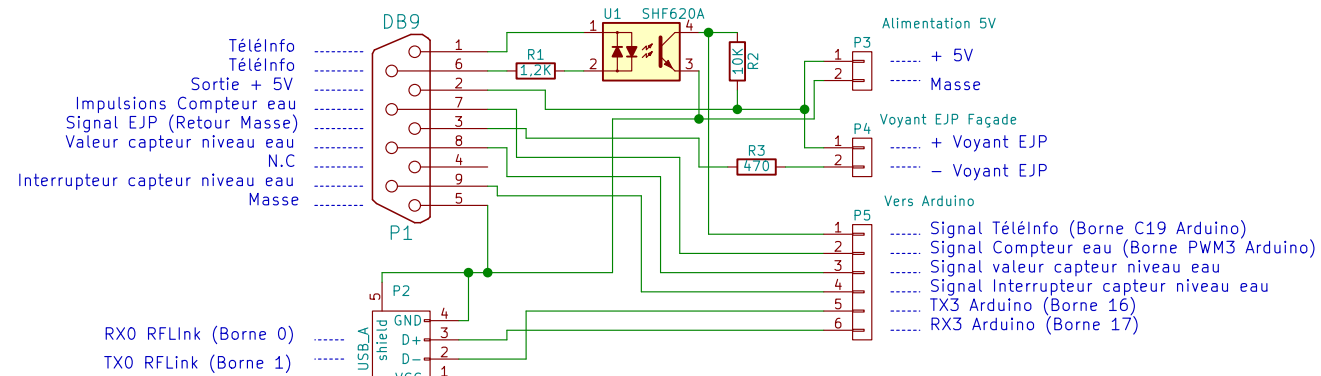 DB9
TéléInfo
TéléInfo
Sortie + 5V
Impulsions Compteur eau
Signal EJP (Retour Masse)
Valeur capteur niveau eau
N.C
Interrupteur capteur niveau eau
Masse
1
6
2
7
3
8
4
9
5
P1
R1
1,2K
U1 SHF620A
1
2
4
3
10K
R2
Alimentation 5V
P3
1 + 5V
2 Masse
Voyant EJP Façade
P4
1 + Voyant EJP
2 - Voyant EJP
R3
470
Vers Arduino
P5
1 Signal TéléInfo (Borne C19 Arduino)
2 Signal Compteur eau (Borne PWM3 Arduino)
3 Signal valeur capteur niveau eau
4 Signal Interrupteur capteur niveau eau
5 TX3 Arduino (Borne 16)
6 RX3 Arduino (Borne 17)
P2
5
USB_A
shield
GND 4
D+ 3
D- 2
VCC 1
RX0 RFLInk (Borne 0)
TX0 RFLink (Borne 1)